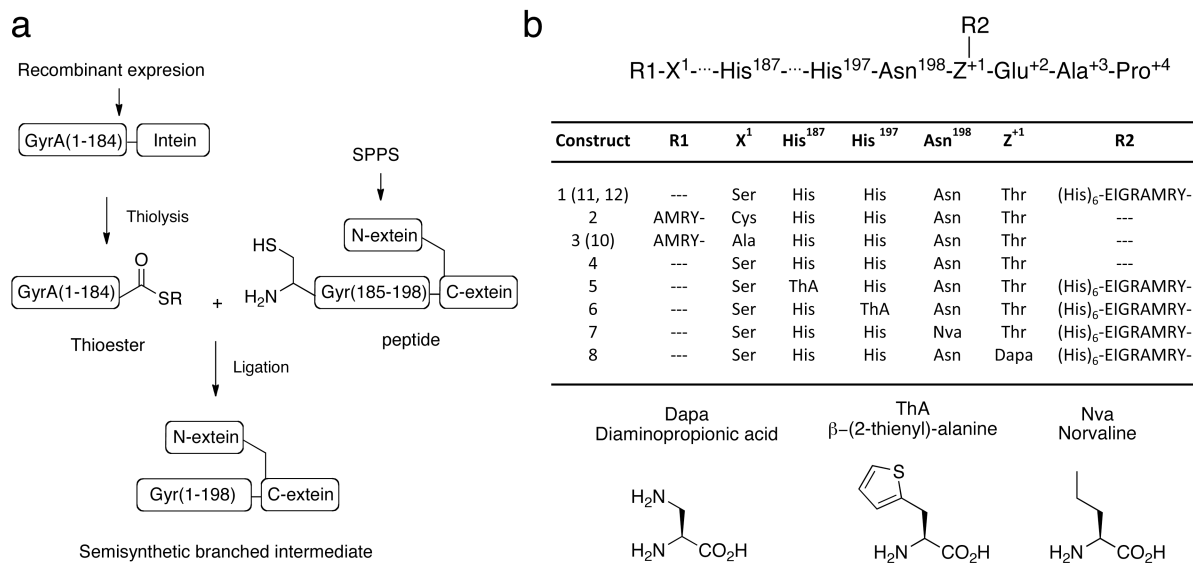 a
Recombinant expresion
GyrA(1-184)
Intein
Thiolysis
SPPS
N-extein
HS
O
GyrA(1-184)
SR
+
H2N
Gyr(185-198)
C-extein
Thioester
peptide
Ligation
N-extein
Gyr(1-198)
C-extein
Semisynthetic branched intermediate
b
R2
R1-X1-···-His187-···-His197-Asn198-Z+1-Glu+2-Ala+3-Pro+4
Construct R1 X1 His187 His197 Asn198 Z+1 R2
1 (11, 12) --- Ser His His Asn Thr (His)6-EIGRAMRY-
2 AMRY- Cys His His Asn Thr ---
3 (10) AMRY- Ala His His Asn Thr ---
4 --- Ser His His Asn Thr ---
5 --- Ser ThA His Asn Thr (His)6-EIGRAMRY-
6 --- Ser His ThA Asn Thr (His)6-EIGRAMRY-
7 --- Ser His His Nva Thr (His)6-EIGRAMRY-
8 --- Ser His His Asn Dapa (His)6-EIGRAMRY-
Dapa
Diaminopropionic acid
ThA
β–(2-thienyl)-alanine
Nva
Norvaline
H2N
H2N
CO2H
S
H2N
CO2H
H2N
CO2H